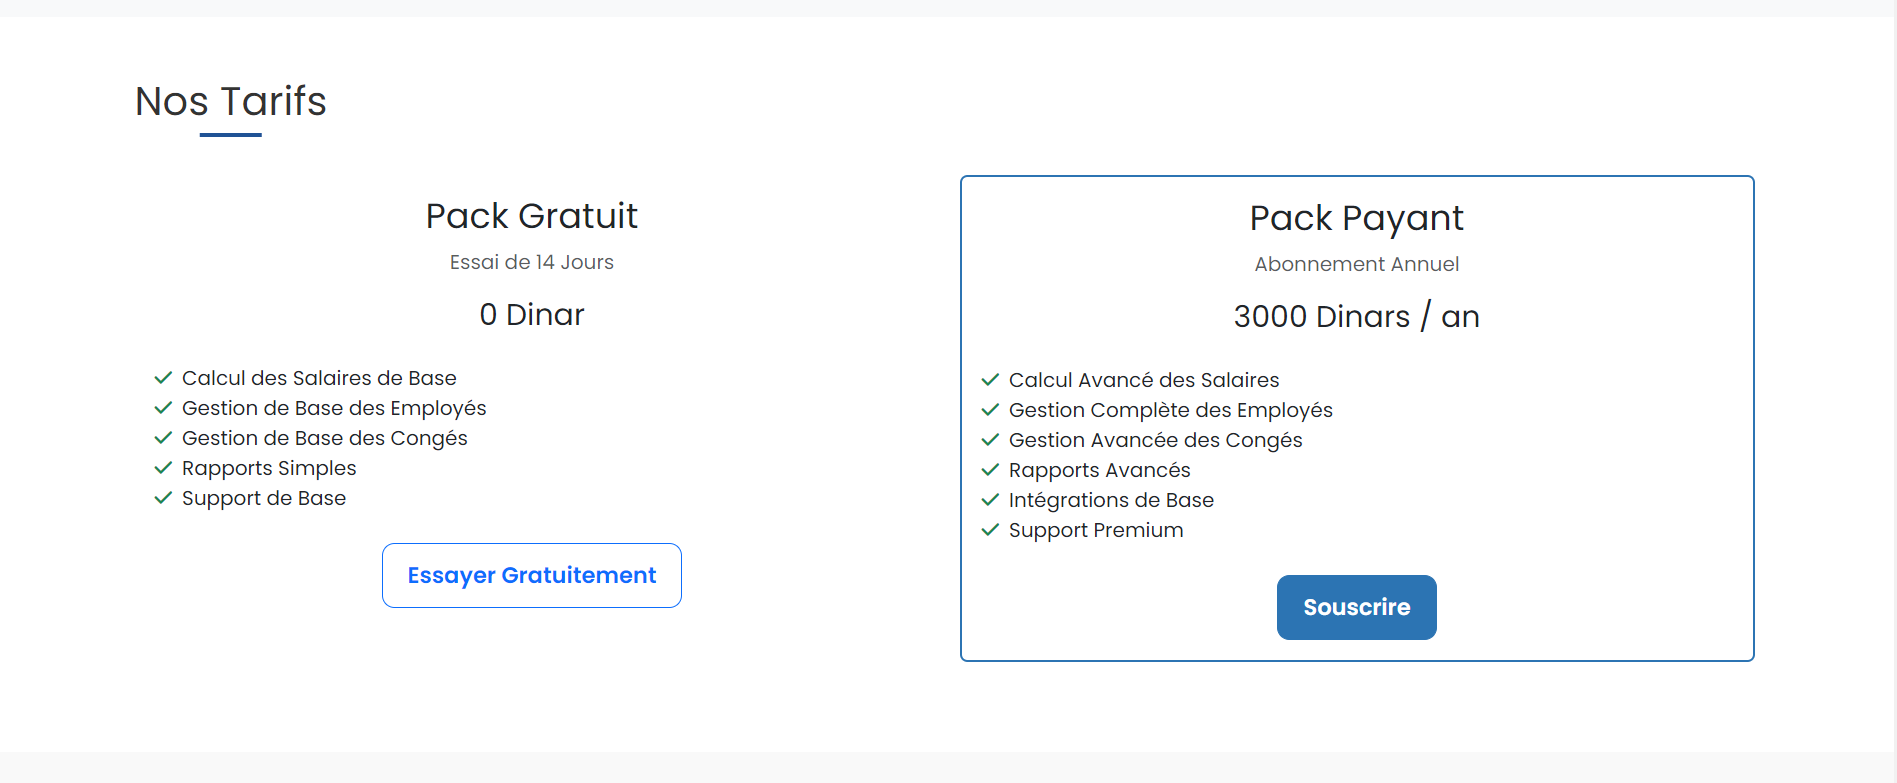 Nos Tarifs
Pack Gratuit
Essai de 14 Jours
0 Dinar
Calcul des Salaires de Base
Gestion de Base des Employés
Gestion de Base des Congés
Rapports Simples
Support de Base
Essayer Gratuitement
Pack Payant
Abonnement Annuel
3000 Dinars / an
Calcul Avancé des Salaires
Gestion Complète des Employés
Gestion Avancée des Congés
Rapports Avancés
Intégrations de Base
Support Premium
Souscrire